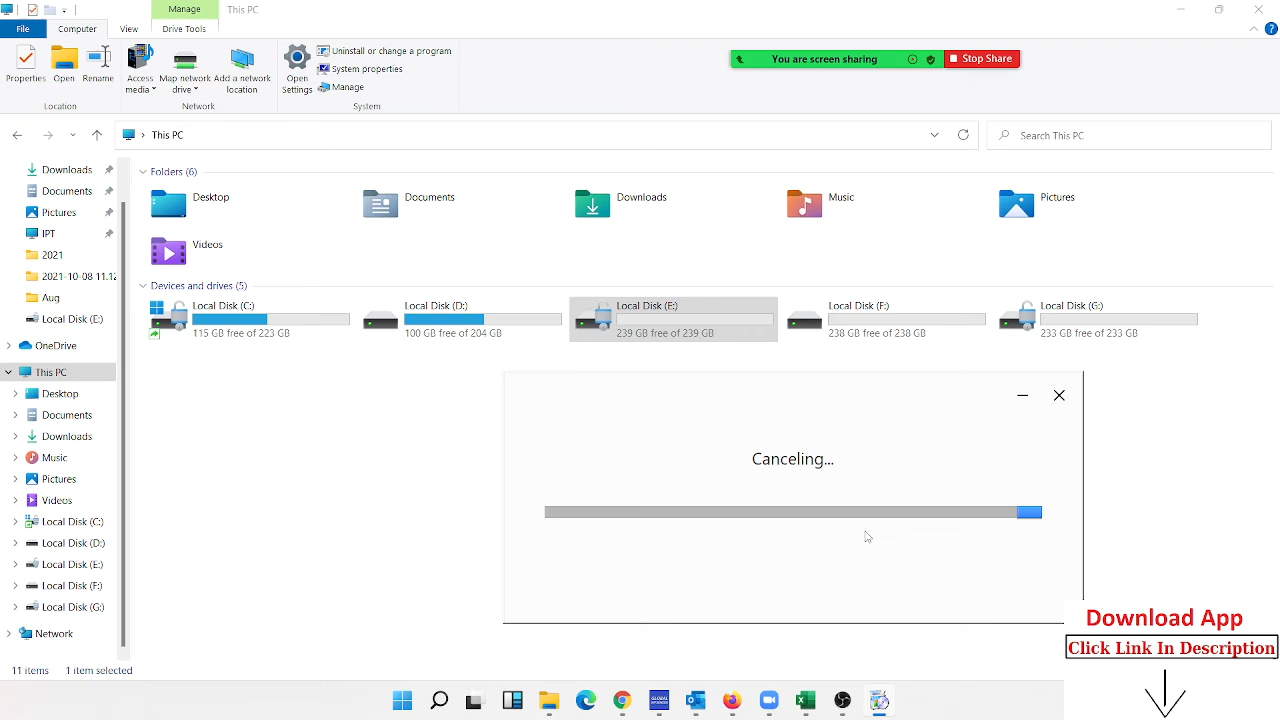 Manage
This PC
File
Computer
View
Drive Tools
You are screen sharing
Stop Share
Properties
Open
Rename
Access media
Map network drive
Add a network location
Open Settings
Uninstall or change a program
System properties
Manage
Location
Network
System
This PC
Search This PC
Downloads
Documents
Pictures
IPT
2021
2021-10-08 11.12
Aug
Local Disk (E:)
OneDrive
This PC
Desktop
Documents
Downloads
Music
Pictures
Videos
Local Disk (C:)
Local Disk (D:)
Local Disk (E:)
Local Disk (F:)
Local Disk (G:)
Network
Folders (6)
Desktop
Documents
Downloads
Music
Pictures
Videos
Devices and drives (5)
Local Disk (C:)
115 GB free of 223 GB
Local Disk (D:)
100 GB free of 204 GB
Local Disk (E:)
239 GB free of 239 GB
Local Disk (F:)
238 GB free of 238 GB
Local Disk (G:)
233 GB free of 233 GB
Canceling...
Download App
Click Link In Description
11 items
1 item selected